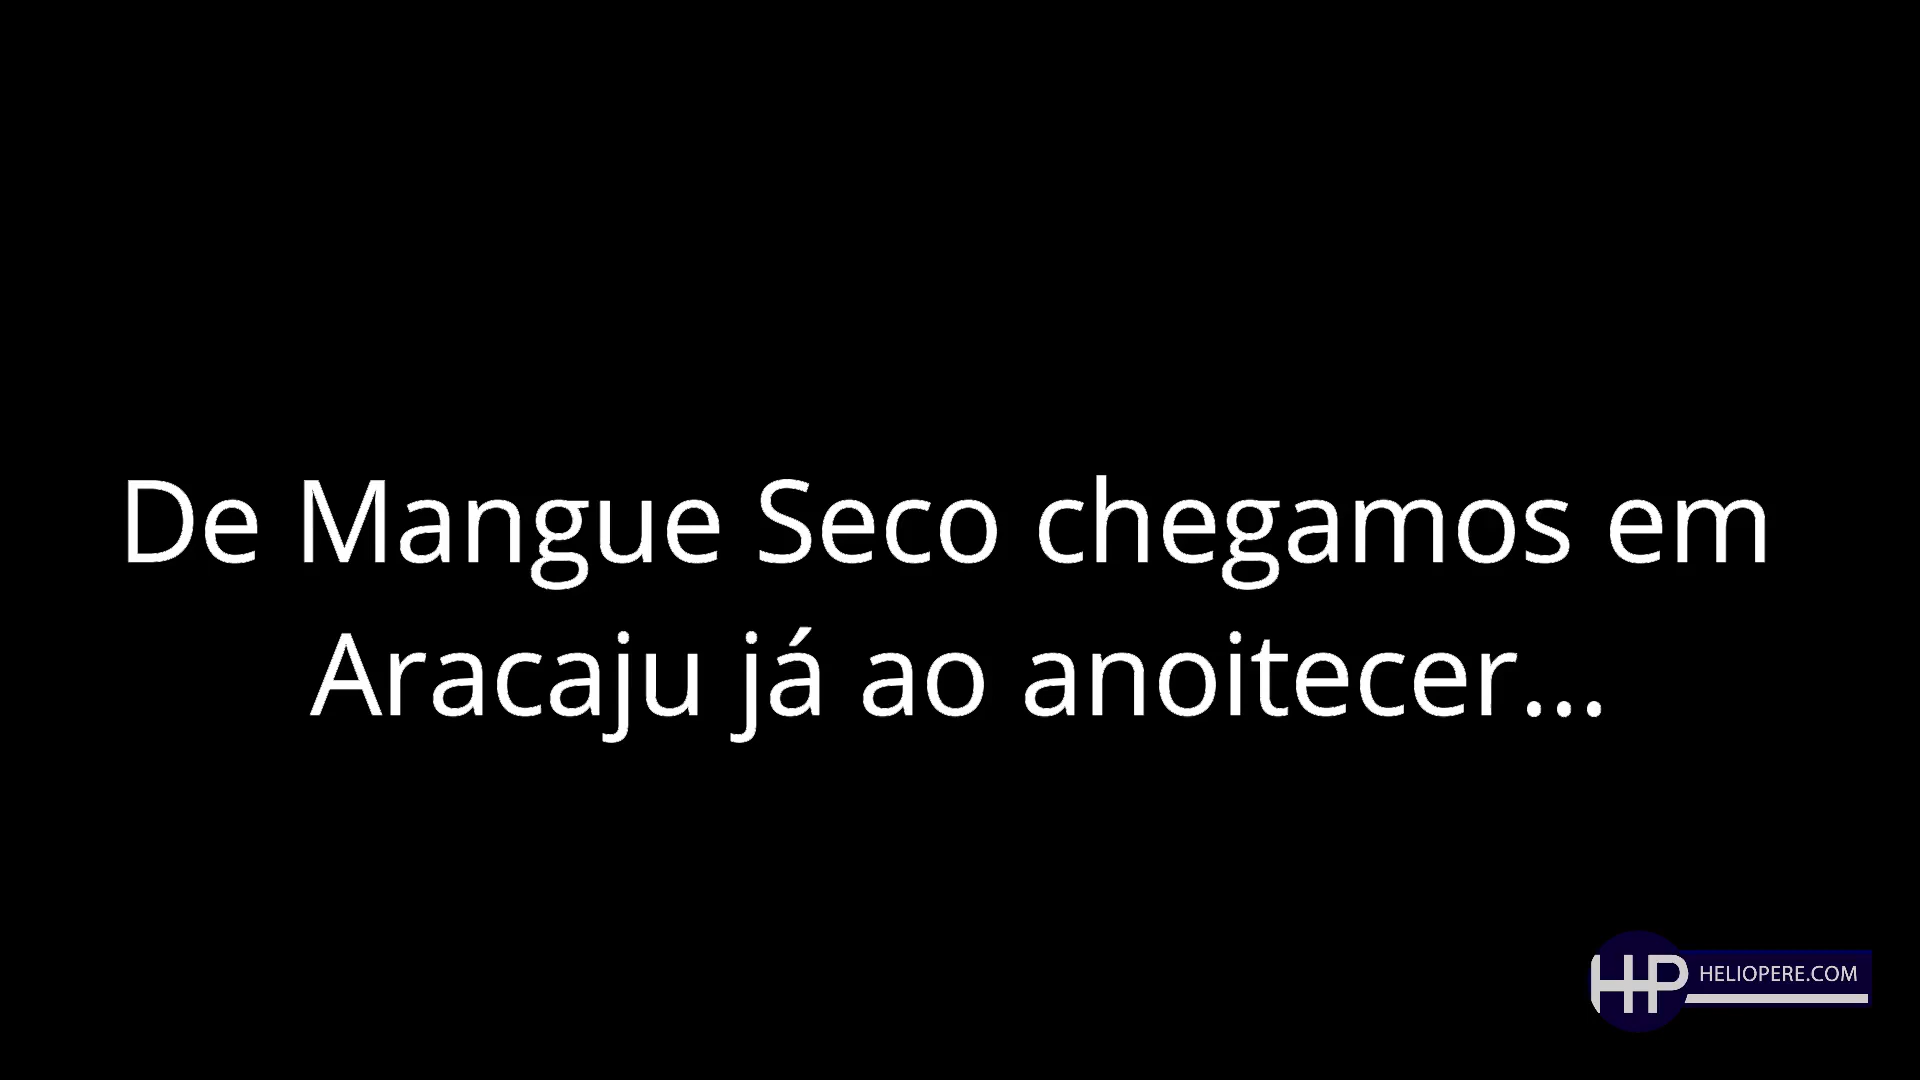 De Mangue Seco chegamos em
Aracaju já ao anoitecer...
HP HELIOPERE.COM